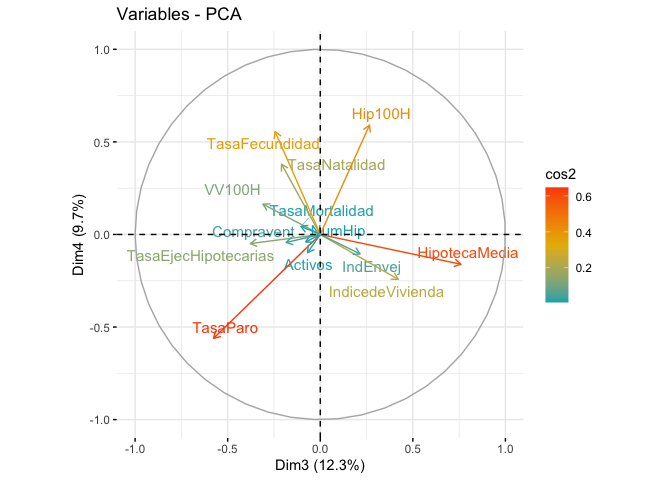 Variables - PCA
1.0
0.5
0.0
-0.5
-1.0
Dim4 (9.7%)
Hip100H
TasaFecundidad
TasaNatalidad
VV100H
TasaMortalidad
Compravent
umHip
HipotecaMedia
TasaEjecHipotecarias
Activos
IndEnvej
IndicedeVivienda
TasaParo
-1.0 -0.5 0.0 0.5 1.0
Dim3 (12.3%)
cos2
0.6
0.4
0.2